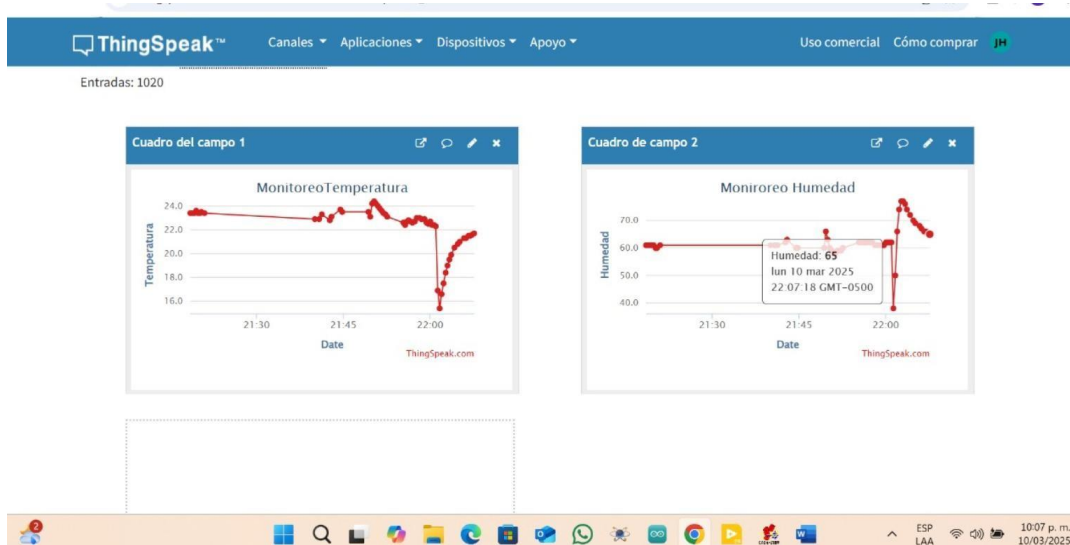 ThingSpeak™ Canales Aplicaciones Dispositivos Apoyo Uso comercial Cómo comprar JH
Entradas: 1020
Cuadro del campo 1
MonitoreoTemperatura
Temperatura
24.0
22.0
20.0
18.0
16.0
21:30 21:45 22:00
Date
ThingSpeak.com
Cuadro de campo 2
Moniroreo Humedad
Humedad
70.0
60.0
50.0
40.0
Humedad: 65
lun 10 mar 2025
22:07:18 GMT-0500
21:30 21:45 22:00
Date
ThingSpeak.com
2
ESP
LAA
10:07 p. m.
10/03/2025